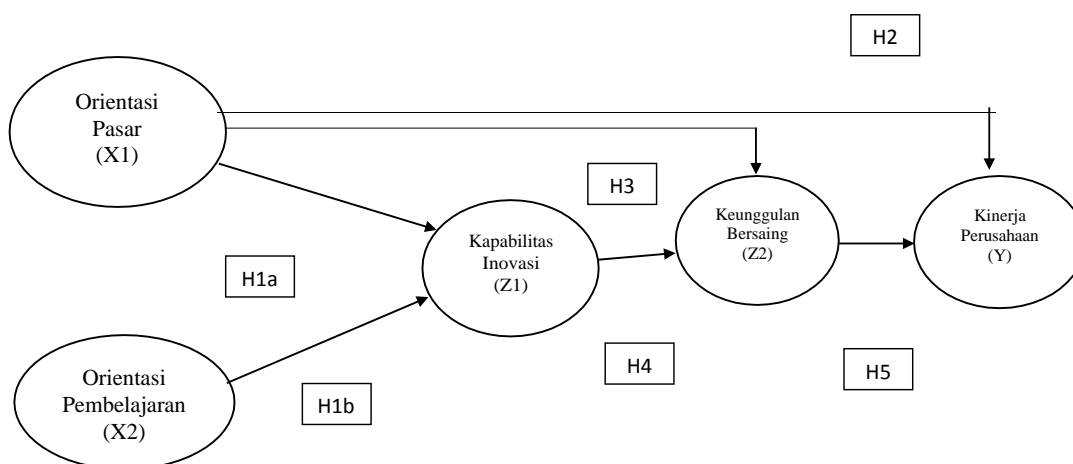 H2
Orientasi
Pasar
(X1)
H3
Keunggulan
Bersaing
(Z2)
Kinerja
Perusahaan
(Y)
Kapabilitas
Inovasi
(Z1)
H1a
H4
H5
Orientasi
Pembelajaran
(X2)
H1b